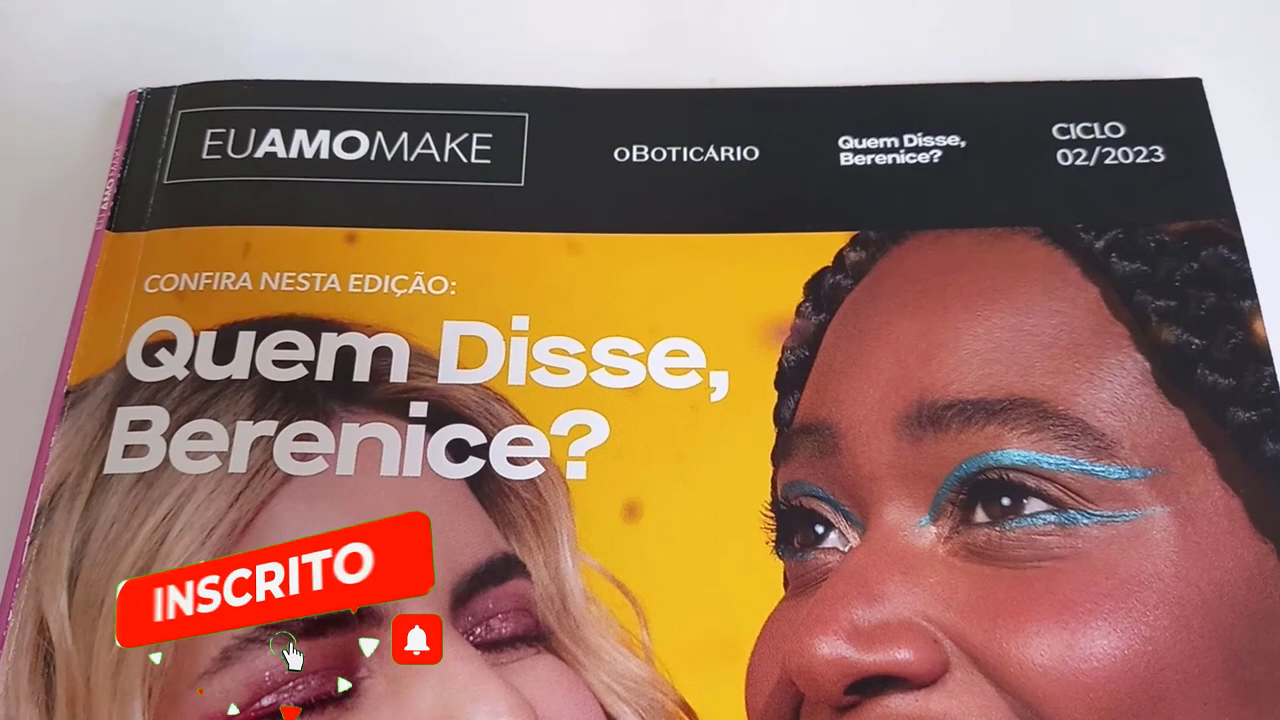 EUAMOMAKE
oBOTICÁRIO
Quem Disse,
Berenice?
CICLO
02/2023
CONFIRA NESTA EDIÇÃO:
Quem Disse,
Berenice?
INSCRITO